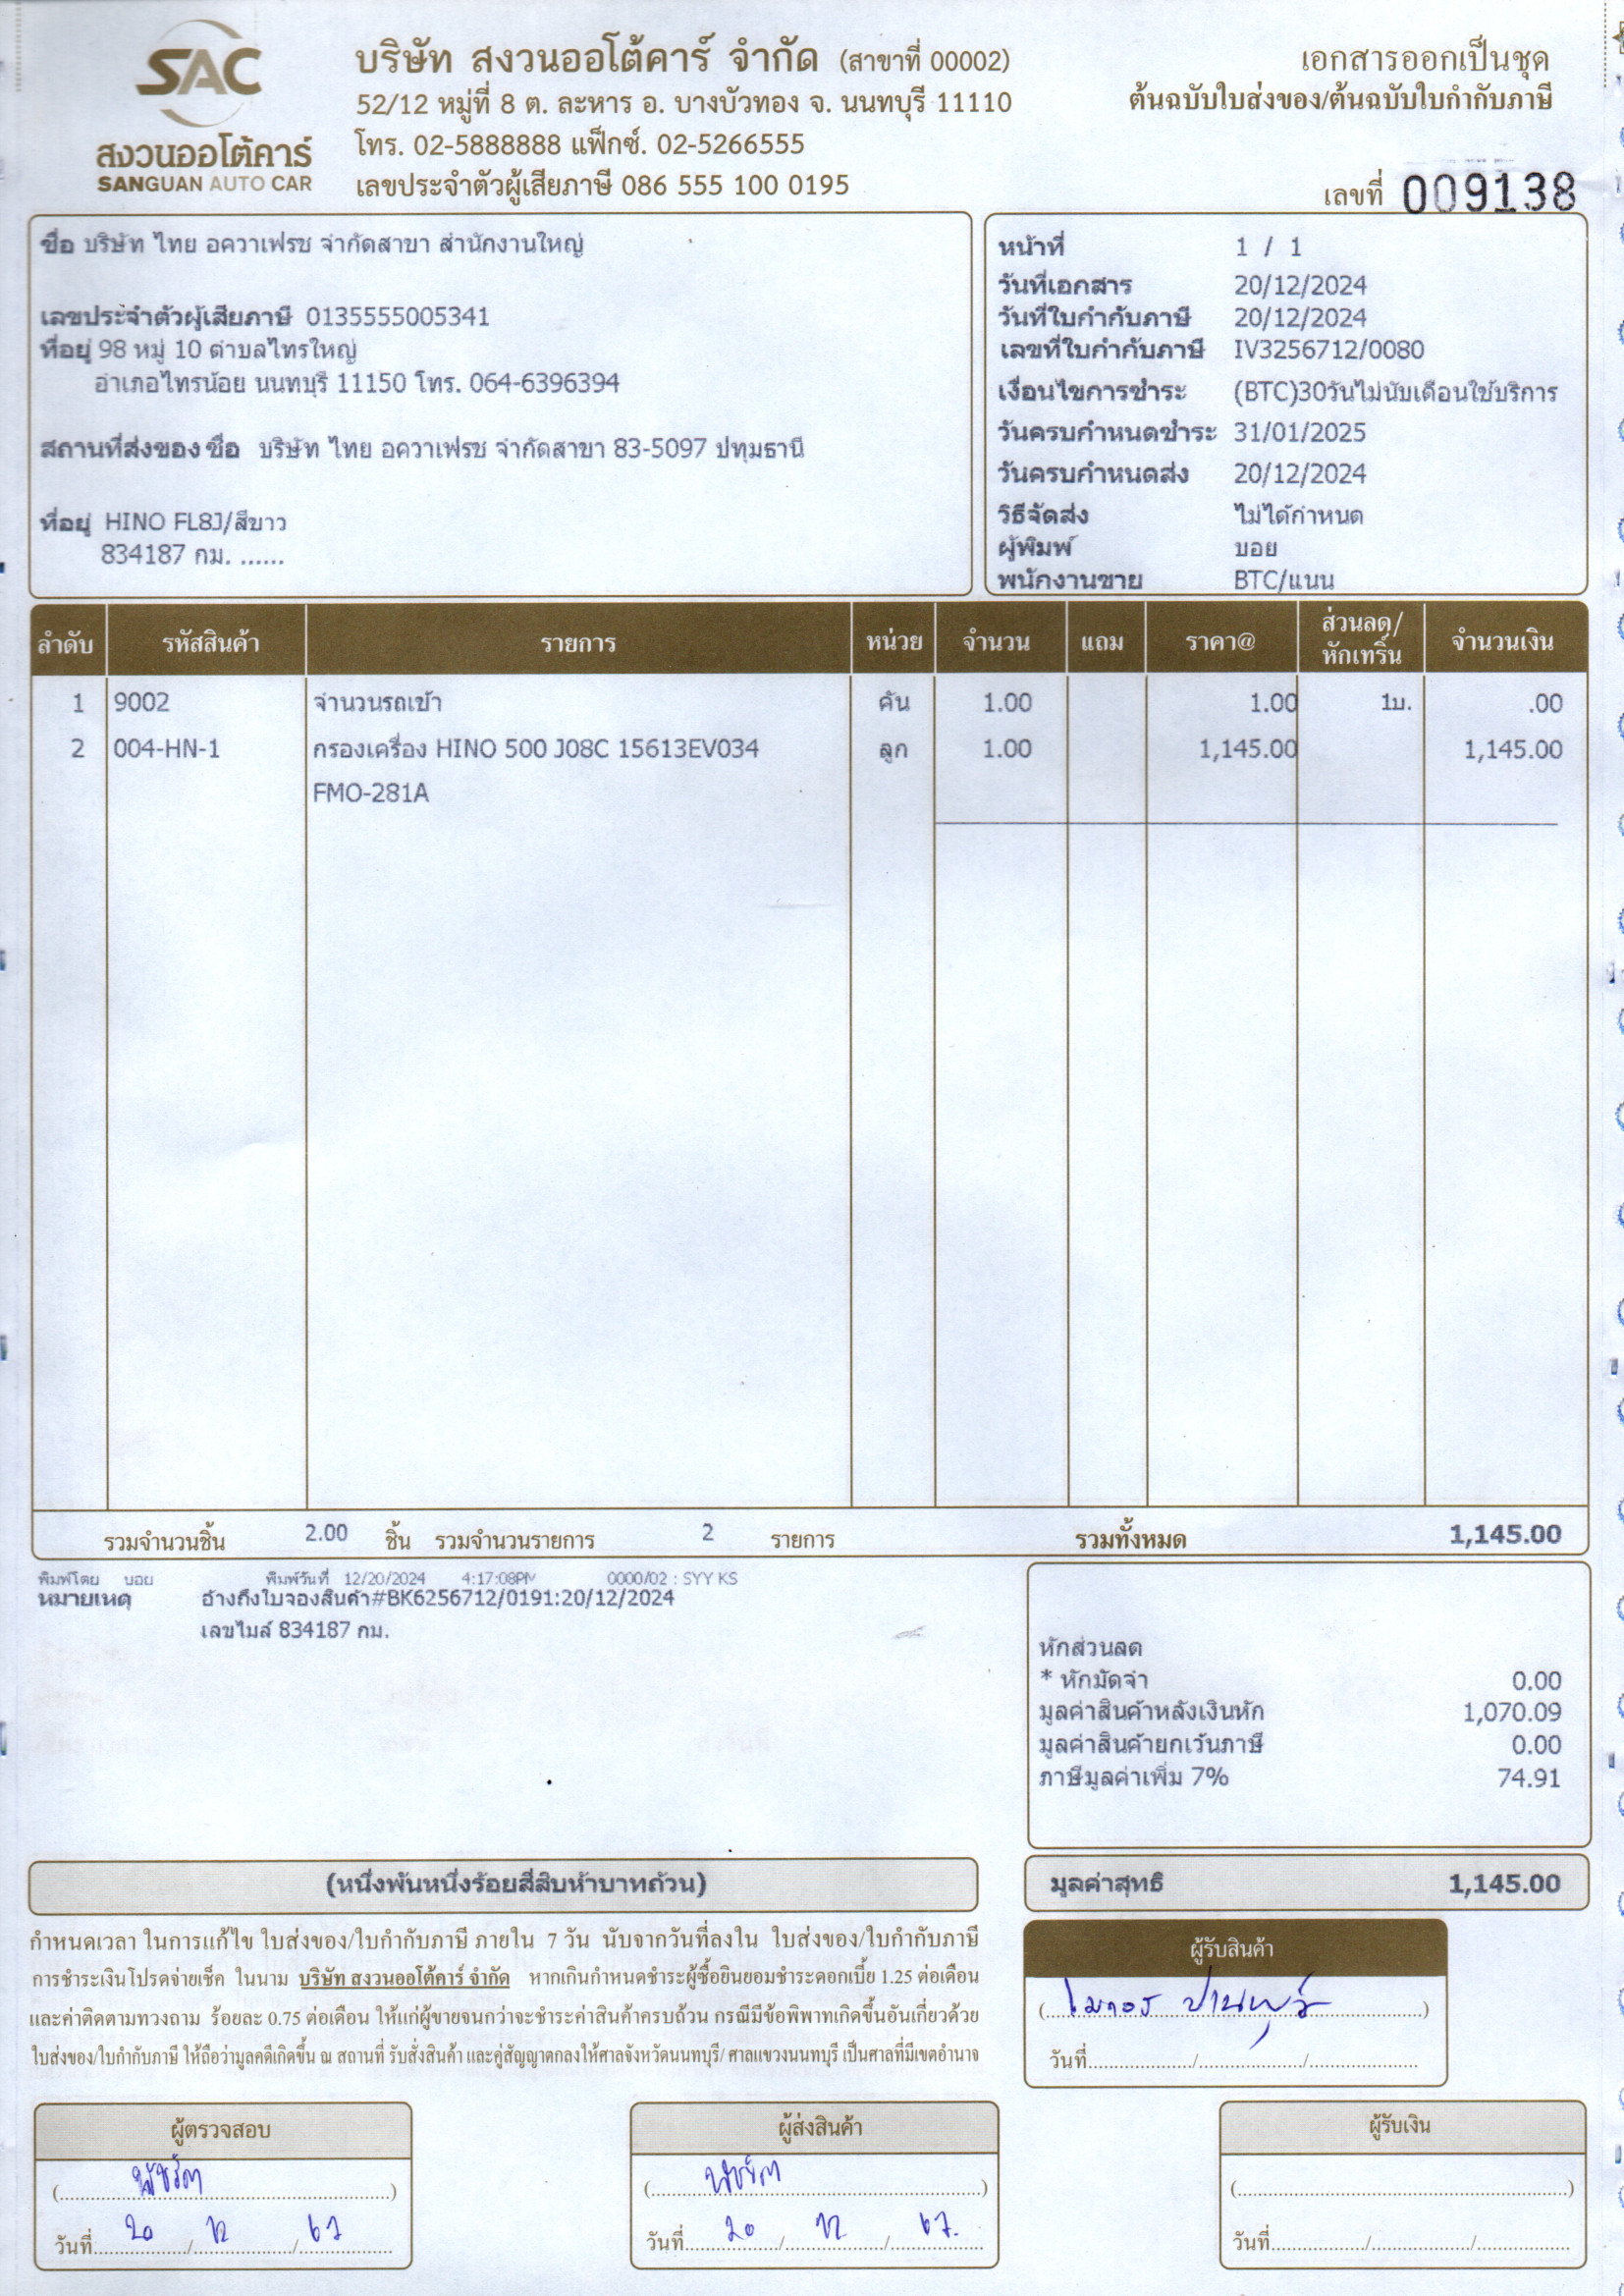 SAC
สงวนออโต้คาร์
SANGUAN AUTO CAR
บริษัท สงวนออโต้คาร์ จำกัด (สาขาที่ 00002)
52/12 หมู่ที่ 8 ต. ละหาร อ. บางบัวทอง จ. นนทบุรี 11110
โทร. 02-5888888 แฟ็กซ์. 02-5266555
เลขประจำตัวผู้เสียภาษี 086 555 100 0195
เอกสารออกเป็นชุด
ต้นฉบับใบส่งของ/ต้นฉบับใบกำกับภาษี
เลขที่ 009138
ชื่อ บริษัท ไทย อควาเฟรช จำกัดสาขา สำนักงานใหญ่
เลขประจำตัวผู้เสียภาษี 0135555005341
ที่อยู่ 98 หมู่ 10 ตำบลไทรใหญ่
อำเภอไทรน้อย นนทบุรี 11150 โทร. 064-6396394
สถานที่ส่งของ ชื่อ บริษัท ไทย อควาเฟรช จำกัดสาขา 83-5097 ปทุมธานี
ที่อยู่ HINO FL8J/สีขาว
834187 กม. ......
หน้าที่ 1 / 1
วันที่เอกสาร 20/12/2024
วันที่ใบกำกับภาษี 20/12/2024
เลขที่ใบกำกับภาษี IV3256712/0080
เงื่อนไขการชำระ (BTC)30วันไม่นับเดือนใช้บริการ
วันครบกำหนดชำระ 31/01/2025
วันครบกำหนดส่ง 20/12/2024
วิธีจัดส่ง ไม่ได้กำหนด
ผู้พิมพ์ บอย
พนักงานขาย BTC/แนน
ลำดับ รหัสสินค้า รายการ หน่วย จำนวน แถม ราคา@ ส่วนลด/หักเทริ์น จำนวนเงิน
1 9002 จำนวนรถเข้า คัน 1.00 1.00 1บ. .00
2 004-HN-1 กรองเครื่อง HINO 500 J08C 15613EV034 ลูก 1.00 1,145.00 1,145.00
FMO-281A
รวมจำนวนชิ้น 2.00 ชิ้น รวมจำนวนรายการ 2 รายการ รวมทั้งหมด 1,145.00
พิมพ์โดย บอย พิมพ์วันที่ 12/20/2024 4:17:08PM 0000/02 : SYY KS
หมายเหตุ อ้างถึงใบจองสินค้า#BK6256712/0191:20/12/2024
เลขไมล์ 834187 กม.
หักส่วนลด
* หักมัดจำ 0.00
มูลค่าสินค้าหลังเงินหัก 1,070.09
มูลค่าสินค้ายกเว้นภาษี 0.00
ภาษีมูลค่าเพิ่ม 7% 74.91
(หนึ่งพันหนึ่งร้อยสี่สิบห้าบาทถ้วน)
มูลค่าสุทธิ 1,145.00
กำหนดเวลา ในการแก้ไข ใบส่งของ/ใบกำกับภาษี ภายใน 7 วัน นับจากวันที่ลงใน ใบส่งของ/ใบกำกับภาษี
การชำระเงินโปรดจ่ายเช็ค ในนาม บริษัท สงวนออโต้คาร์ จำกัด หากเกินกำหนดชำระผู้ซื้อยินยอมชำระดอกเบี้ย 1.25 ต่อเดือน
และค่าติดตามทวงถาม ร้อยละ 0.75 ต่อเดือน ให้แก่ผู้ขายจนกว่าจะชำระค่าสินค้าครบถ้วน กรณีมีข้อพิพาทเกิดขึ้นอันเกี่ยวด้วย
ใบส่งของ/ใบกำกับภาษี ให้ถือว่ามูลคดีเกิดขึ้น ณ สถานที่ รับสั่งสินค้า และคู่สัญญาตกลงให้ศาลจังหวัดนนทบุรี/ ศาลแขวงนนทบุรี เป็นศาลที่มีเขตอำนาจ
ผู้รับสินค้า
วันที่......../......../........
ผู้ตรวจสอบ
วันที่ 20 / 12 / 67
ผู้ส่งสินค้า
วันที่ 20 / 12 / 67.
ผู้รับเงิน
วันที่......../......../........